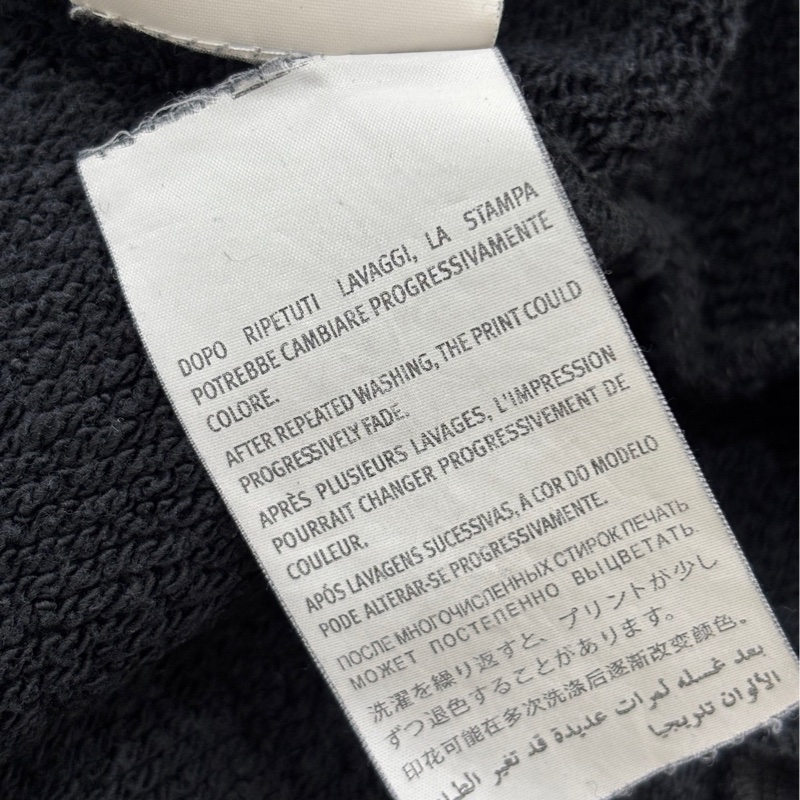 DOPO RIPETUTI LAVAGGI, LA STAMPA
POTREBBE CAMBIARE PROGRESSIVAMENTE
COLORE.
AFTER REPEATED WASHING, THE PRINT COULD
PROGRESSIVELY FADE.
APRÈS PLUSIEURS LAVAGES, L'IMPRESSION
POURRAIT CHANGER PROGRESSIVEMENT DE
COULEUR.
APÓS LAVAGENS SUCESSIVAS, A COR DO MODELO
PODE ALTERAR-SE PROGRESSIVAMENTE.
ПОСЛЕ МНОГОЧИСЛЕННЫХ СТИРОК ПЕЧАТЬ
МОЖЕТ ПОСТЕПЕННО ВЫЦВЕТАТЬ.
洗濯を繰り返すと、プリントが少し
ずつ退色することがあります。
印花可能在多次洗涤后逐渐改变颜色。
بعد غسله لمرات عديدة قد تغير
الألوان تدريجيا